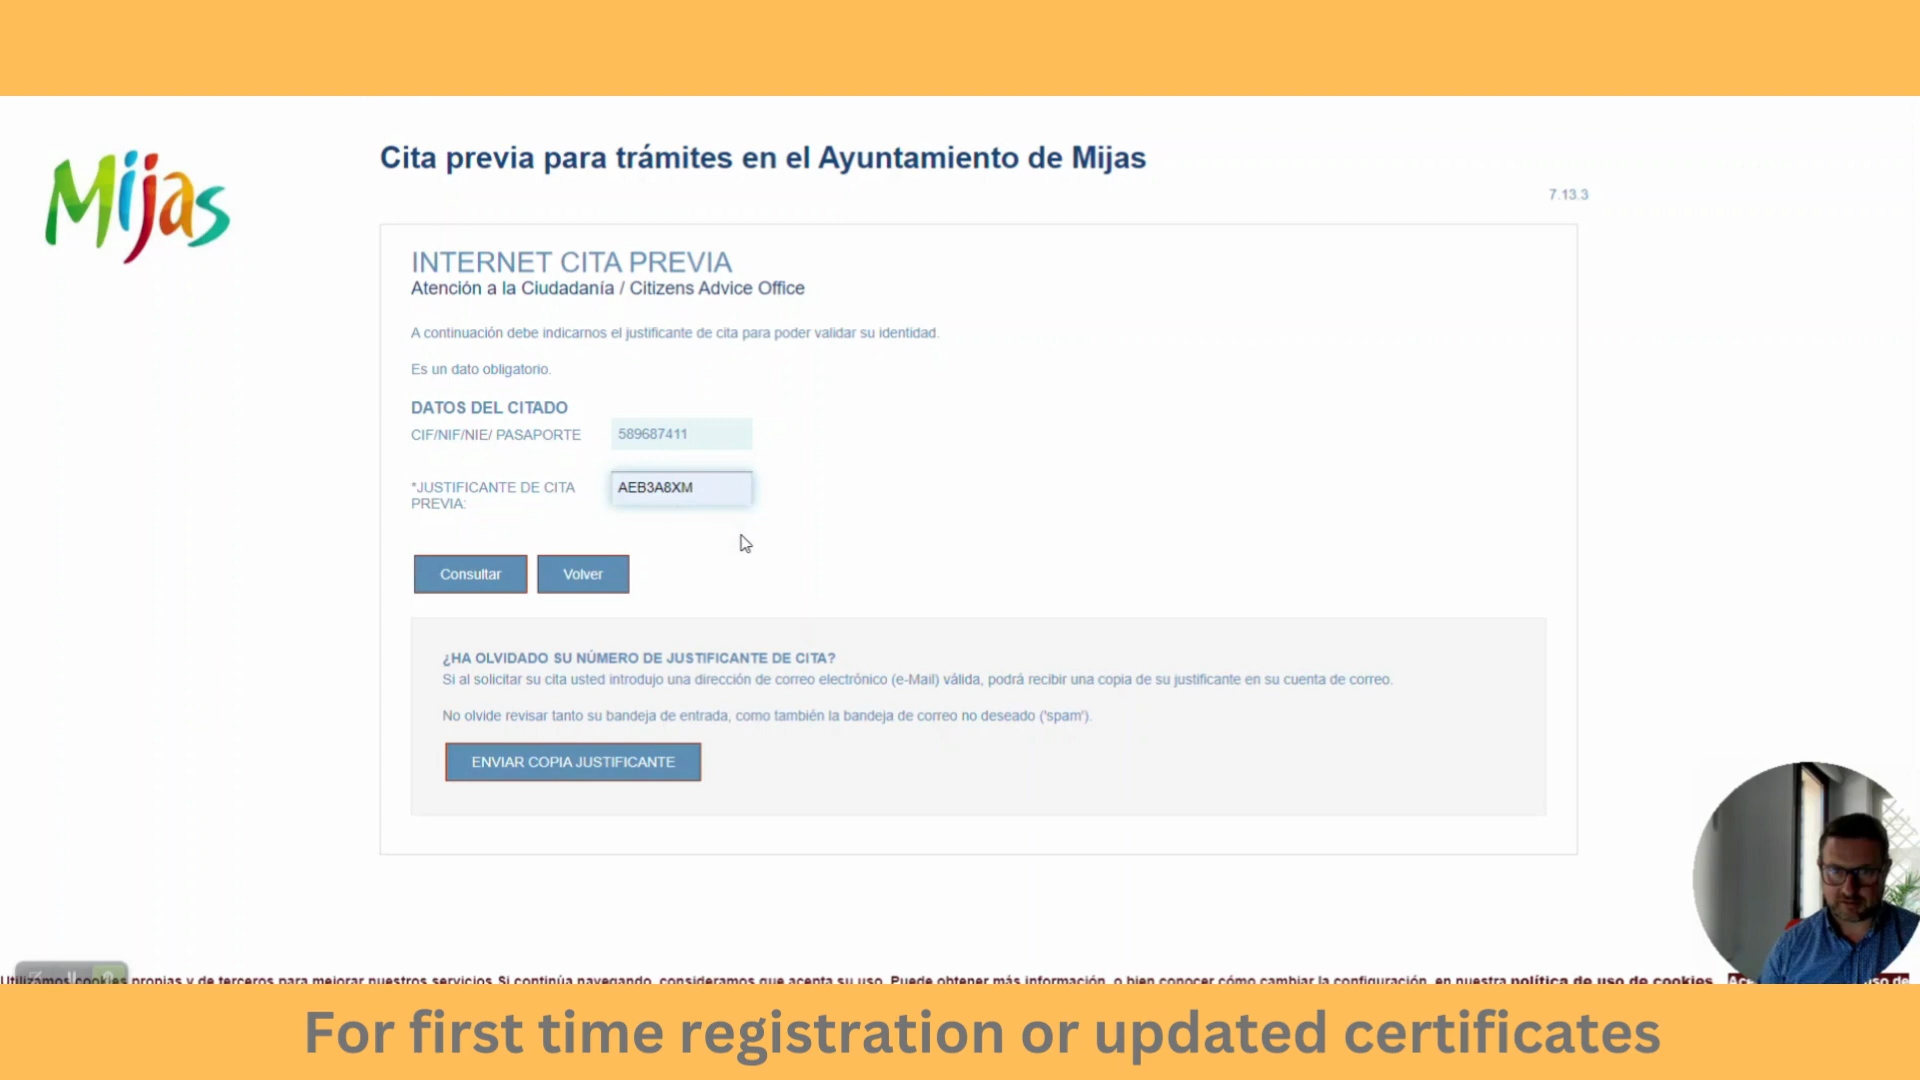 Mijas
Cita previa para trámites en el Ayuntamiento de Mijas
7.13.3
INTERNET CITA PREVIA
Atención a la Ciudadanía / Citizens Advice Office
A continuación debe indicarnos el justificante de cita para poder validar su identidad.
Es un dato obligatorio.
DATOS DEL CITADO
CIF/NIF/NIE/ PASAPORTE 589687411
*JUSTIFICANTE DE CITA
PREVIA:
AEB3A8XM
Consultar Volver
¿HA OLVIDADO SU NÚMERO DE JUSTIFICANTE DE CITA?
Si al solicitar su cita usted introdujo una dirección de correo electrónico (e-Mail) válida, podrá recibir una copia de su justificante en su cuenta de correo.
No olvide revisar tanto su bandeja de entrada, como también la bandeja de correo no deseado ('spam').
ENVIAR COPIA JUSTIFICANTE
Utilizamos cookies propias y de terceros para mejorar nuestros servicios Si continúa navegando, consideramos que acepta su uso. Puede obtener más información, o bien conocer cómo cambiar la configuración, en nuestra política de uso de cookies
For first time registration or updated certificates